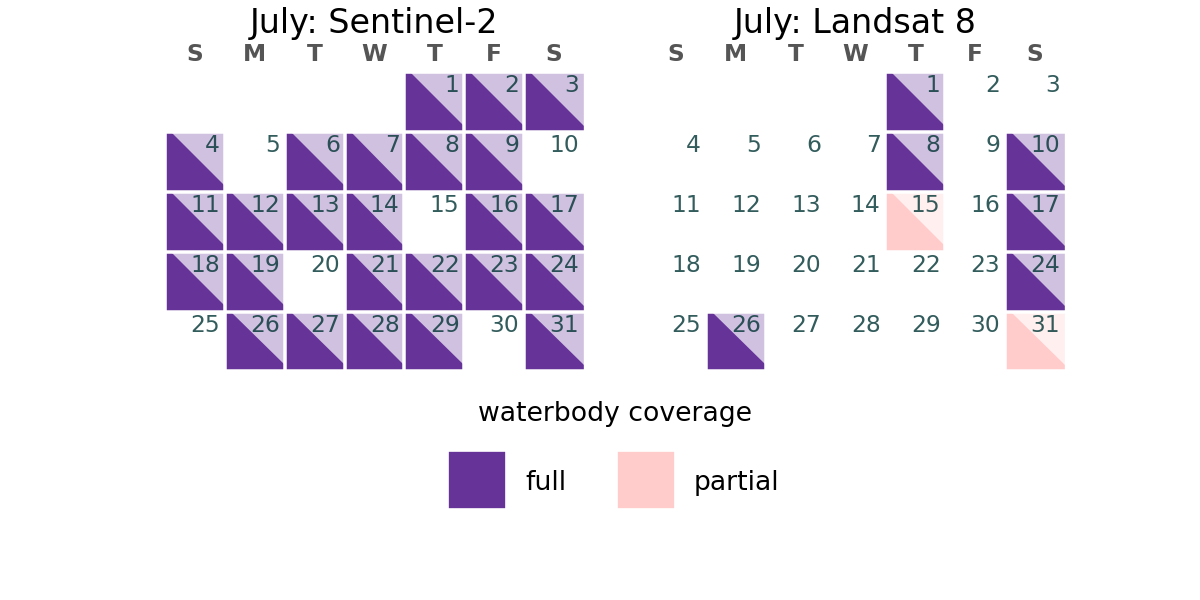 July: Sentinel-2
S M T W T F S
1 2 3
4 5 6 7 8 9 10
11 12 13 14 15 16 17
18 19 20 21 22 23 24
25 26 27 28 29 30 31
July: Landsat 8
S M T W T F S
1 2 3
4 5 6 7 8 9 10
11 12 13 14 15 16 17
18 19 20 21 22 23 24
25 26 27 28 29 30 31
waterbody coverage
full partial